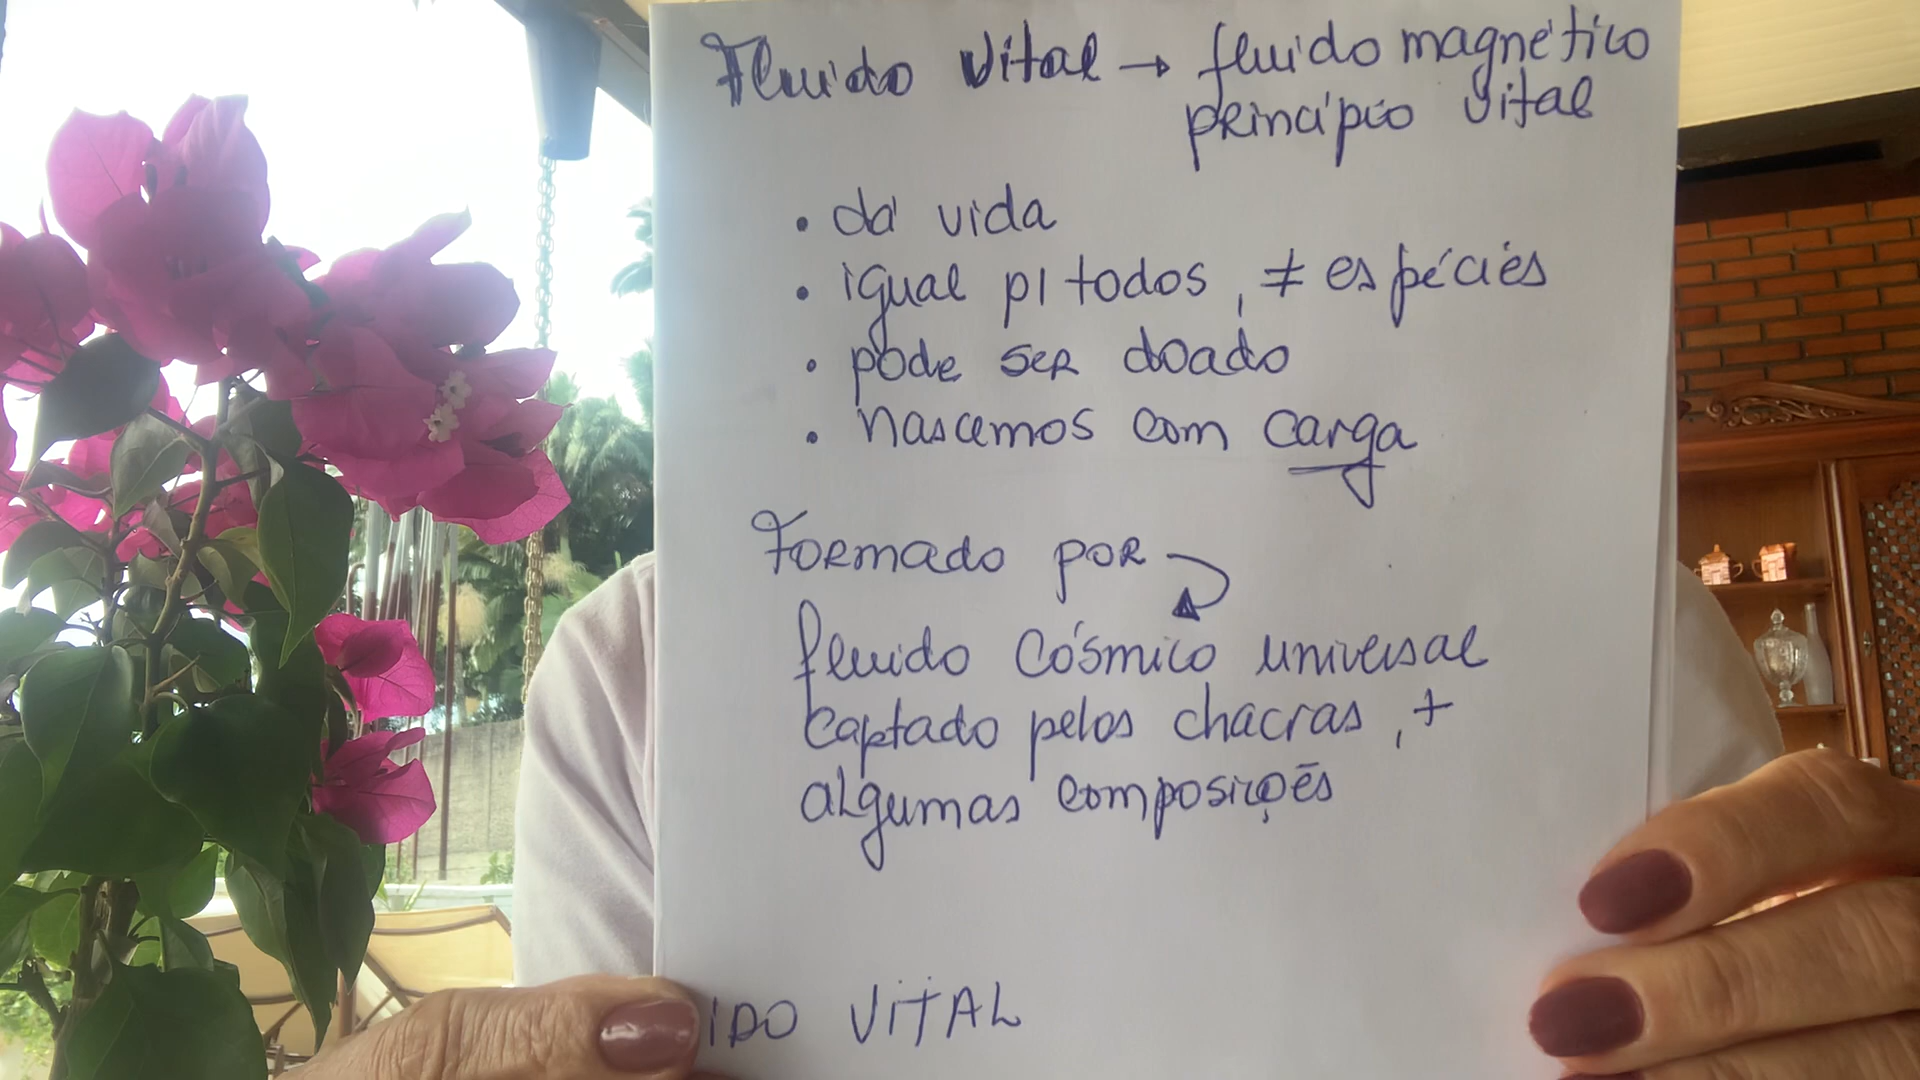 Fluido Vital → fluido magnético
princípio vital
• dá vida
• igual p/ todos, ≠ espécies
• pode ser doado
• nascemos com carga
Formado por
fluido cósmico universal
captado pelos chacras, +
algumas composições
IDO VITAL